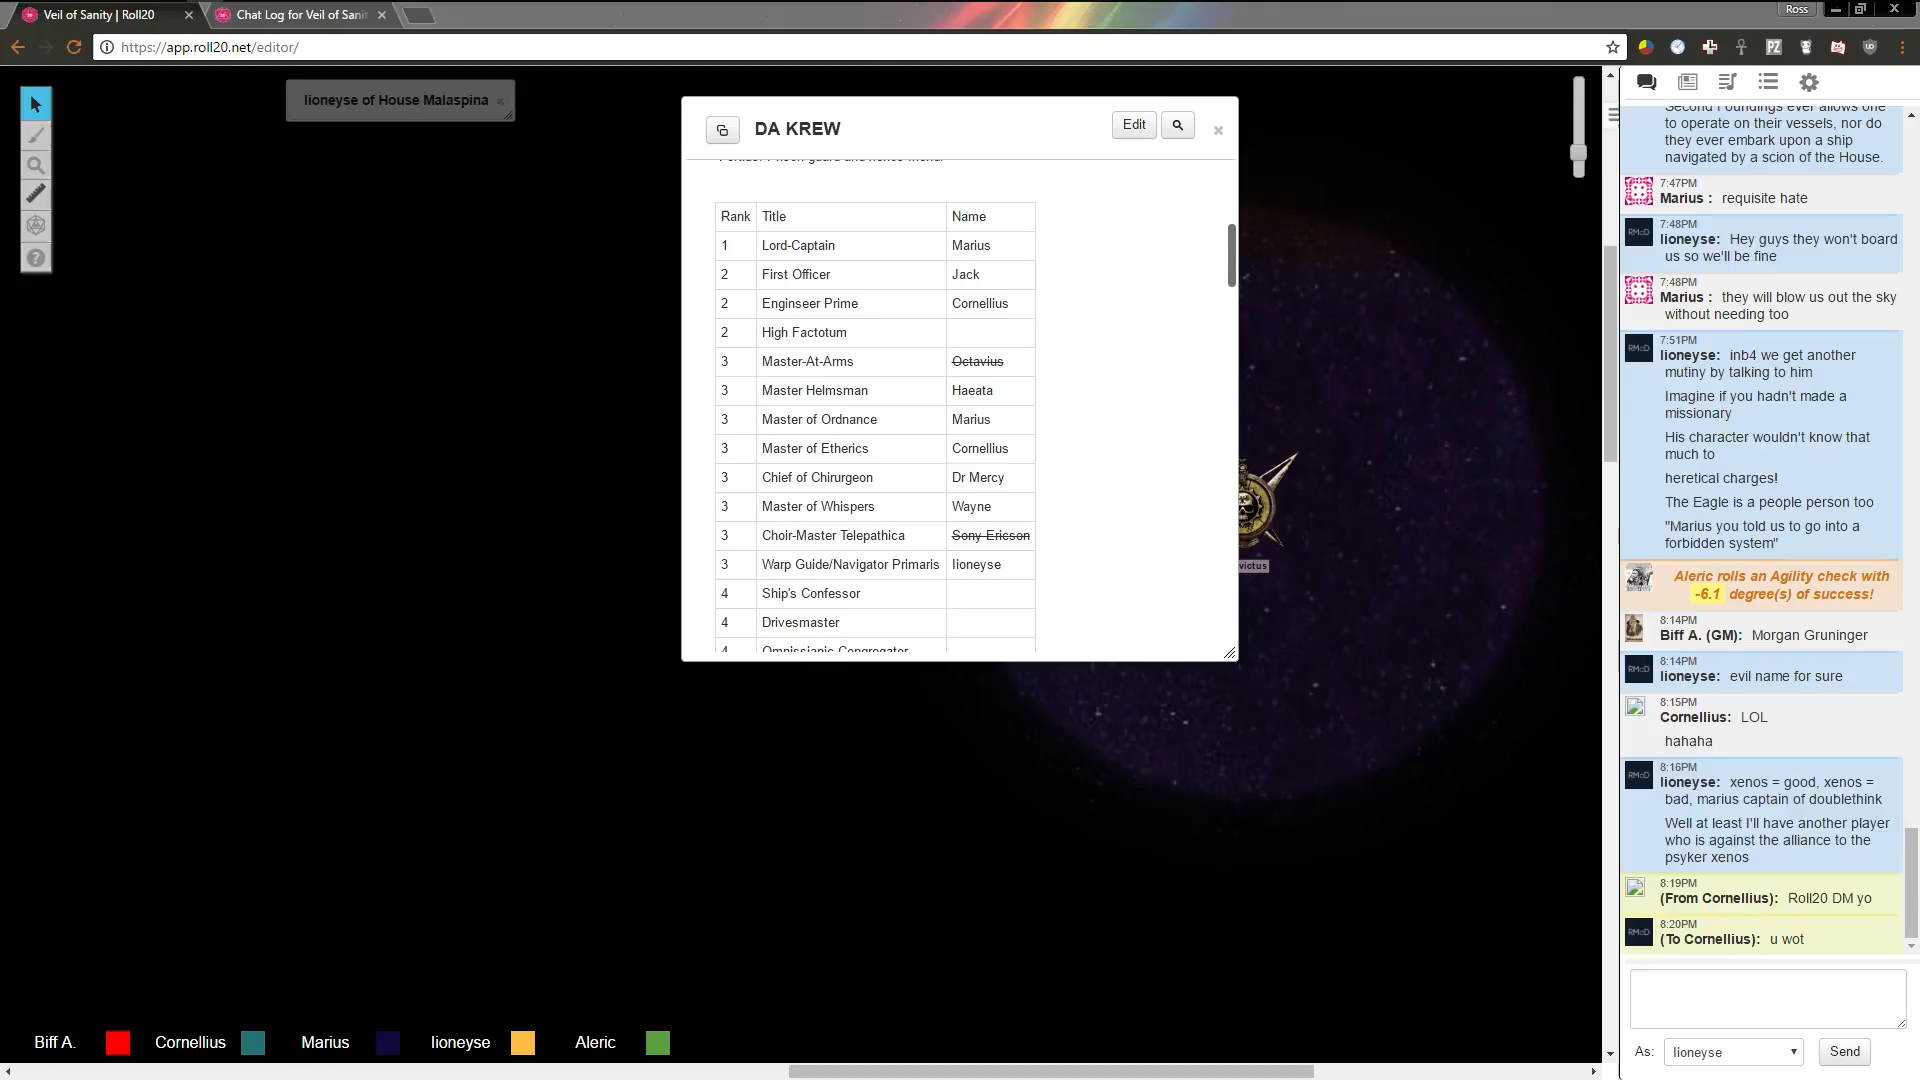 Veil of Sanity | Roll20
Chat Log for Veil of Sanit
Ross
https://app.roll20.net/editor/
lioneyse of House Malaspina
DA KREW
Edit
Rank Title Name
1 Lord-Captain Marius
2 First Officer Jack
2 Enginseer Prime Cornellius
2 High Factotum
3 Master-At-Arms Octavius
3 Master Helmsman Haeata
3 Master of Ordnance Marius
3 Master of Etherics Cornellius
3 Chief of Chirurgeon Dr Mercy
3 Master of Whispers Wayne
3 Choir-Master Telepathica Sony Ericson
3 Warp Guide/Navigator Primaris lioneyse
4 Ship's Confessor
4 Drivesmaster
4 Omnissianic Congregator
victus
Second Foundings ever allows one
to operate on their vessels, nor do
they ever embark upon a ship
navigated by a scion of the House.
7:47PM
Marius : requisite hate
7:48PM
lioneyse: Hey guys they won't board
us so we'll be fine
7:48PM
Marius : they will blow us out the sky
without needing too
7:51PM
lioneyse: inb4 we get another
mutiny by talking to him
Imagine if you hadn't made a
missionary
His character wouldn't know that
much to
heretical charges!
The Eagle is a people person too
"Marius you told us to go into a
forbidden system"
Aleric rolls an Agility check with
-6.1 degree(s) of success!
8:14PM
Biff A. (GM): Morgan Gruninger
8:14PM
lioneyse: evil name for sure
8:15PM
Cornellius: LOL
hahaha
8:16PM
lioneyse: xenos = good, xenos =
bad, marius captain of doublethink
Well at least I'll have another player
who is against the alliance to the
psyker xenos
8:19PM
(From Cornellius): Roll20 DM yo
8:20PM
(To Cornellius): u wot
As: lioneyse Send
Biff A. Cornellius Marius lioneyse Aleric